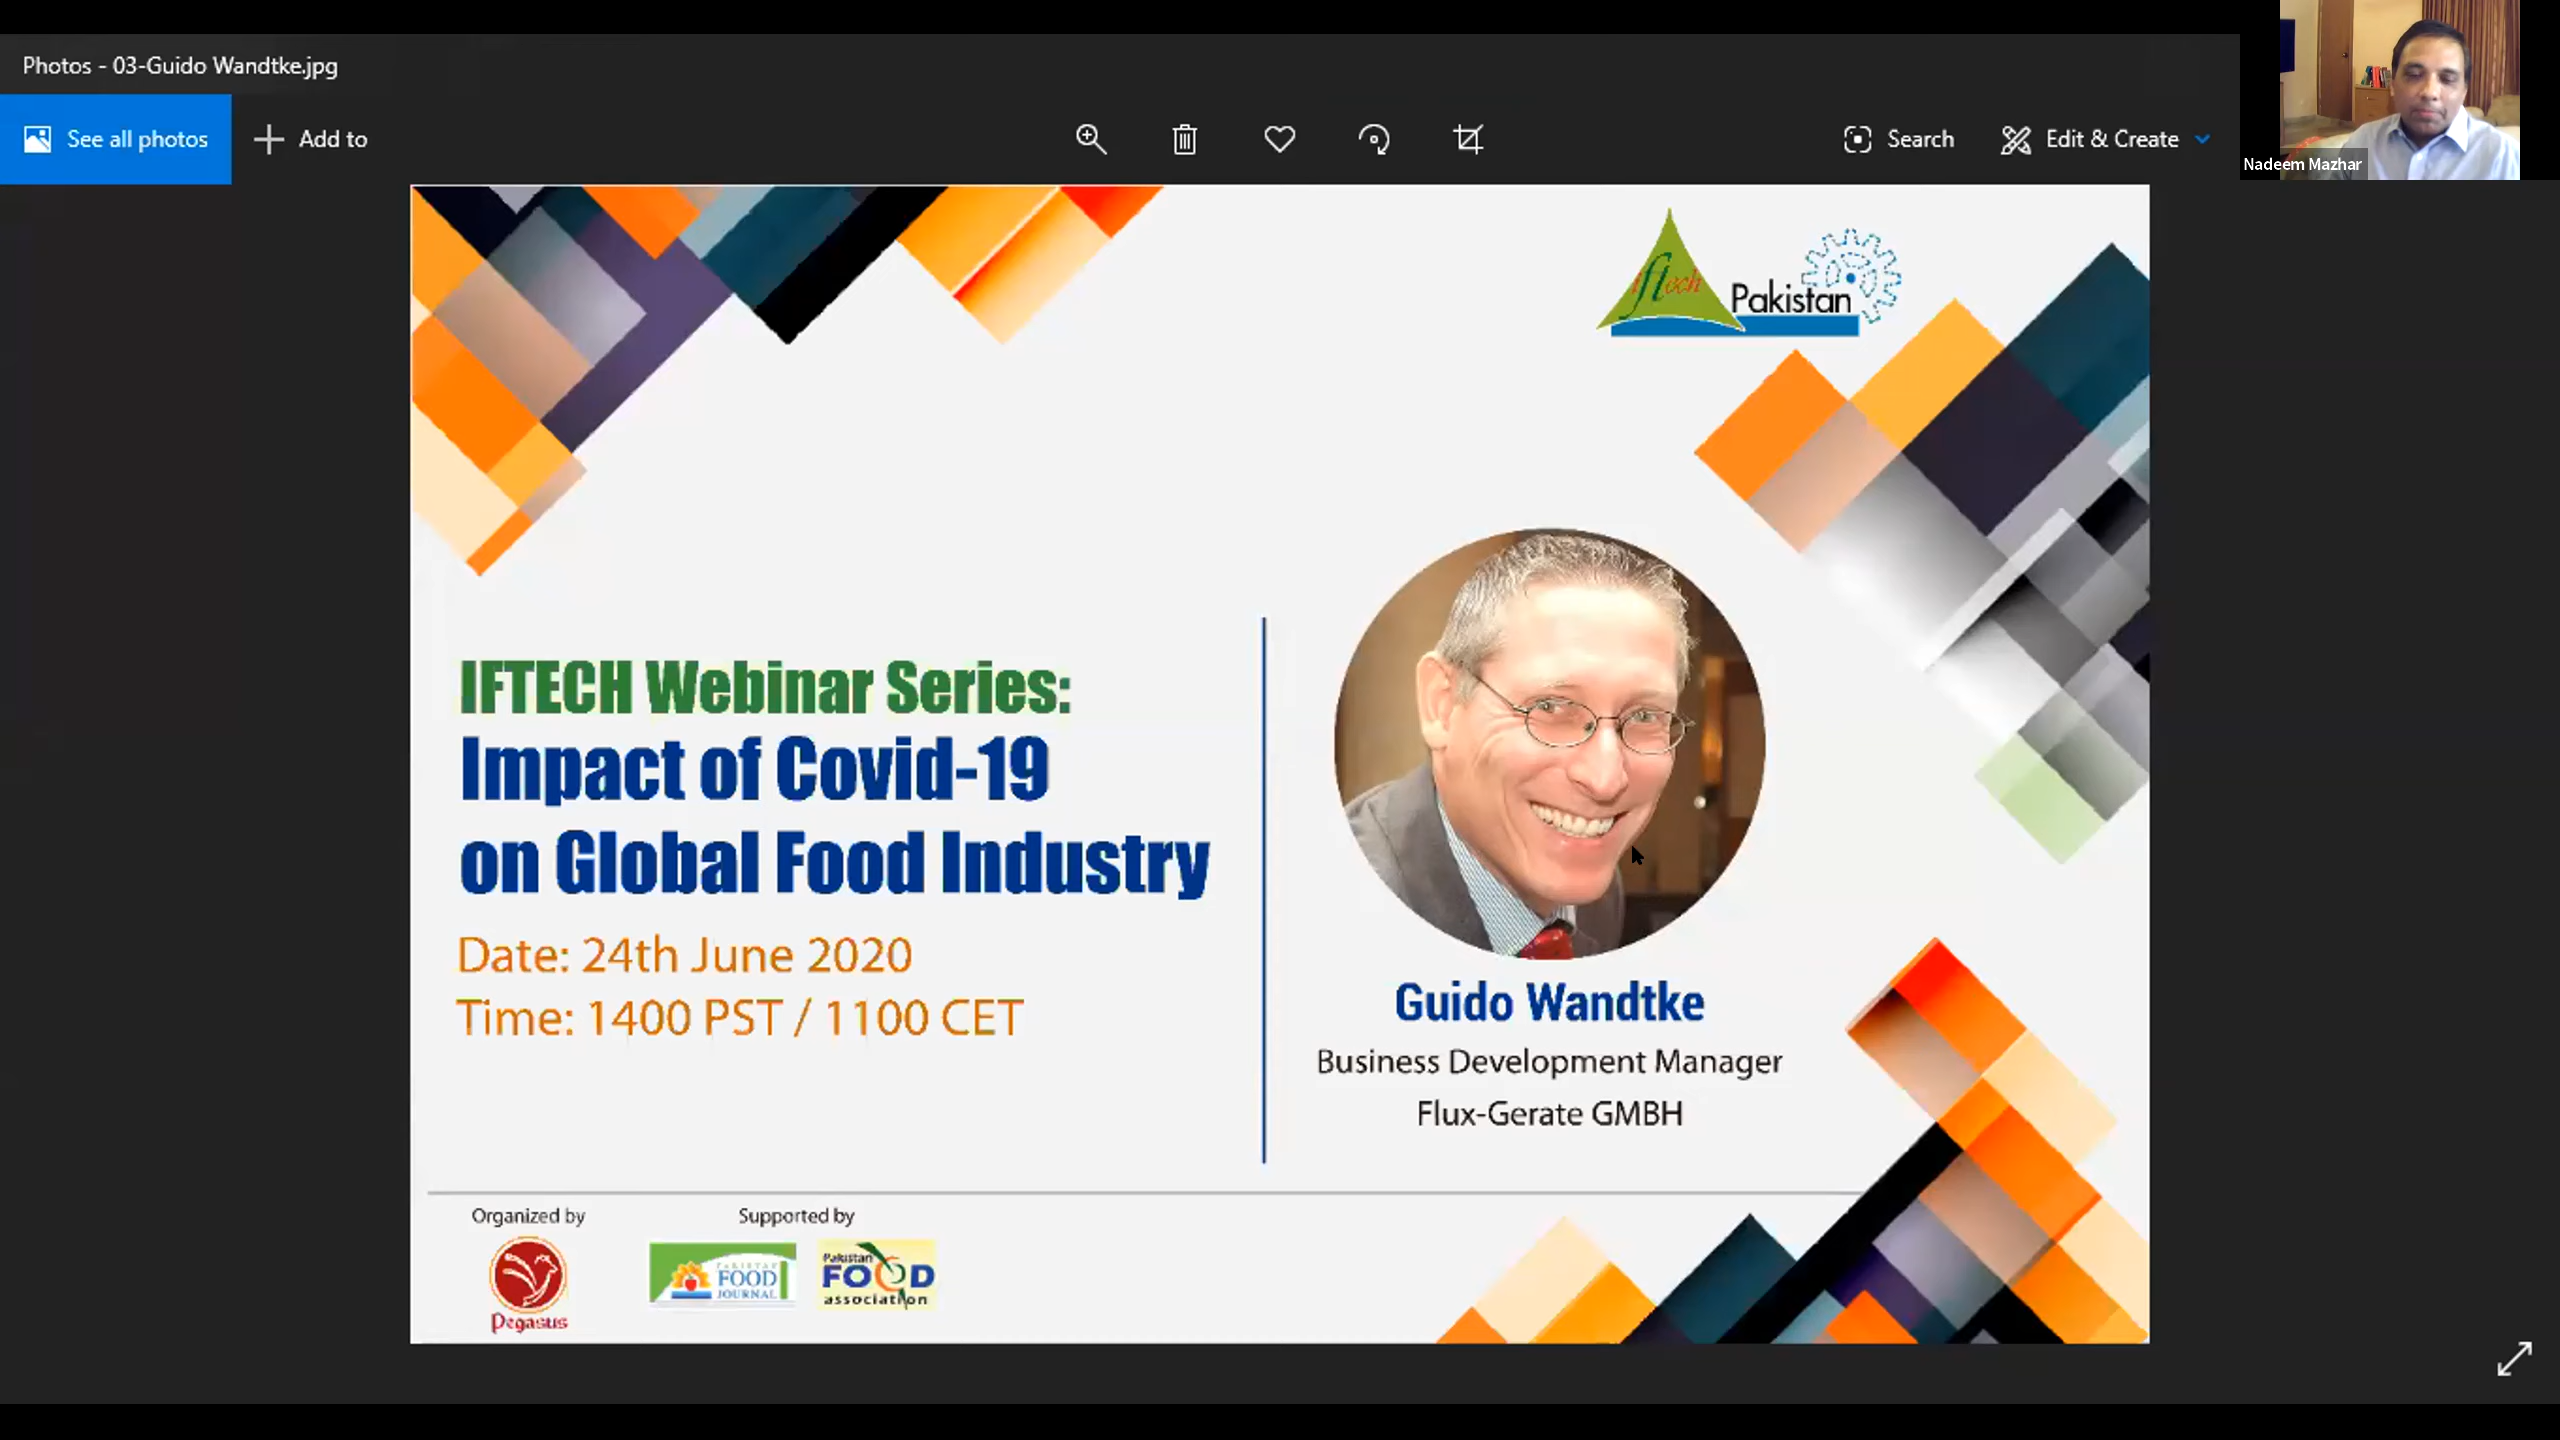 Photos - 03-Guido Wandtke.jpg
See all photos
Add to
Search
Edit & Create
Nadeem Mazhar
iftech Pakistan
IFTECH Webinar Series:
Impact of Covid-19
on Global Food Industry
Date: 24th June 2020
Time: 1400 PST / 1100 CET
Guido Wandtke
Business Development Manager
Flux-Gerate GMBH
Organized by
Supported by
Pegasus
PAKISTAN
FOOD
JOURNAL
Pakistan
FOOD
association